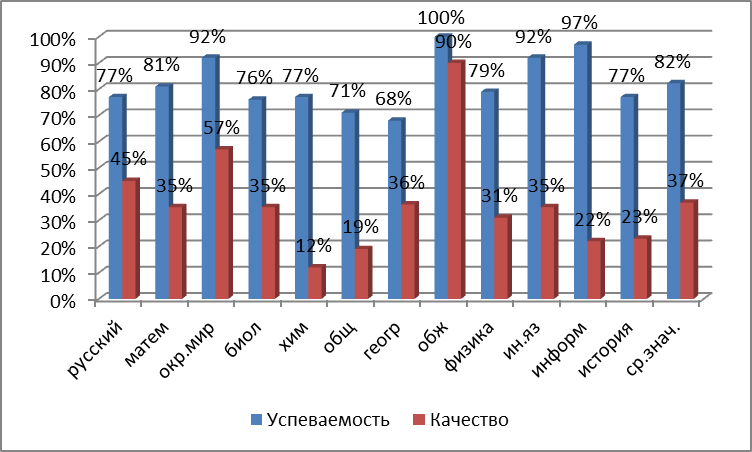 100%
90%
80%
70%
60%
50%
40%
30%
20%
10%
0%
77%
81%
92%
76%
77%
71%
68%
100%
79%
92%
97%
77%
82%
45%
35%
57%
35%
12%
19%
36%
90%
31%
35%
22%
23%
37%
русский
матем
окр.мир
биол
хим
общ
геогр
обж
физика
ин.яз
информ
история
ср.знач.
Успеваемость Качество